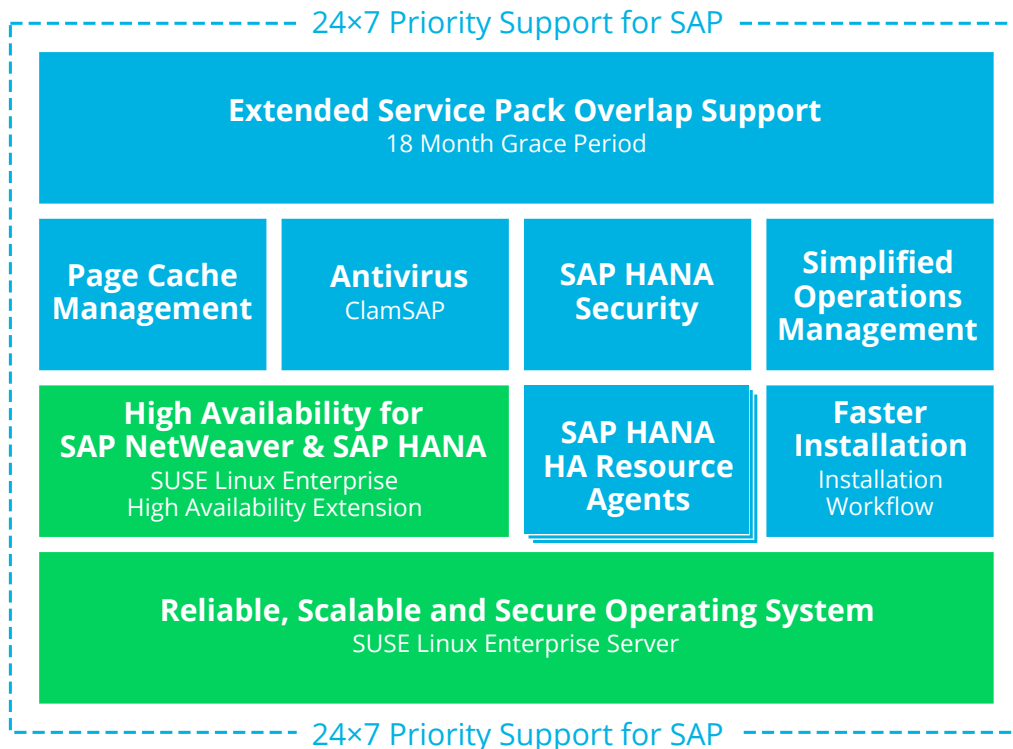 24×7 Priority Support for SAP
Extended Service Pack Overlap Support
18 Month Grace Period
Page Cache
Management
Antivirus
ClamSAP
SAP HANA
Security
Simplified
Operations
Management
High Availability for
SAP NetWeaver & SAP HANA
SUSE Linux Enterprise
High Availability Extension
SAP HANA
HA Resource
Agents
Faster
Installation
Installation
Workflow
Reliable, Scalable and Secure Operating System
SUSE Linux Enterprise Server
24×7 Priority Support for SAP